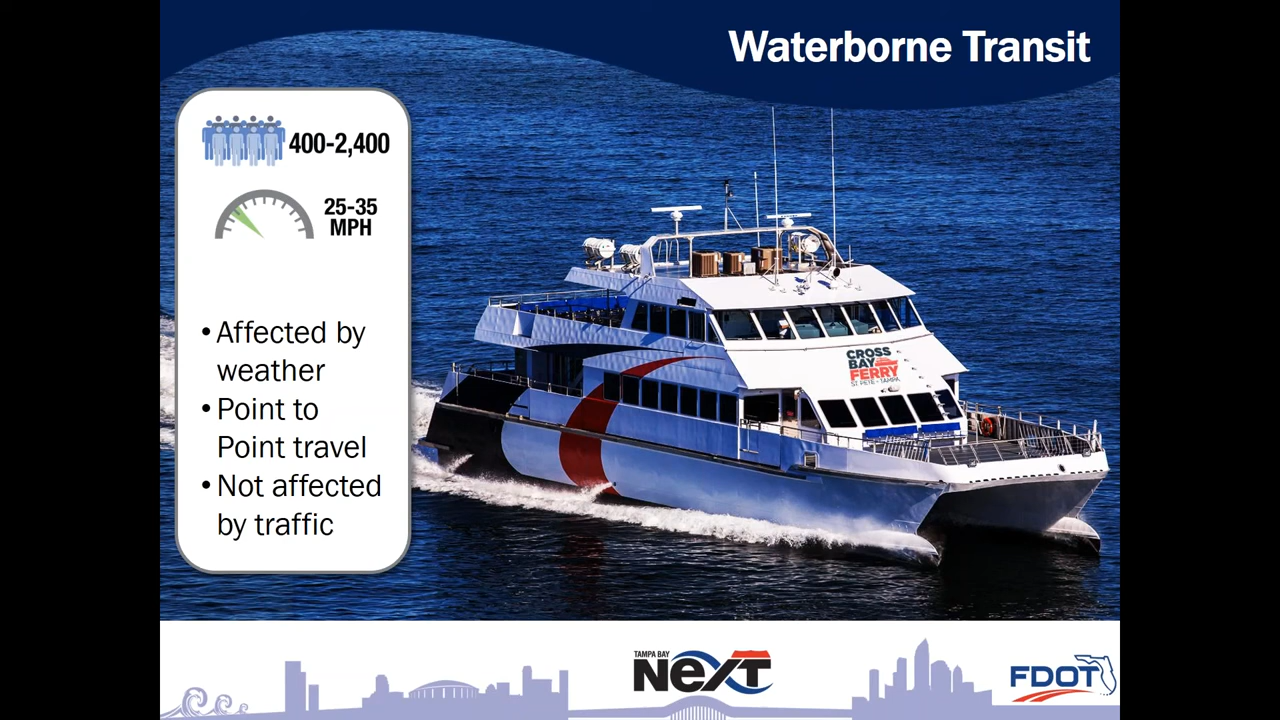 Waterborne Transit
400-2,400
25-35
MPH
• Affected by
weather
• Point to
Point travel
• Not affected
by traffic
CROSS
BAY
FERRY
ST. PETE • TAMPA
TAMPA BAY
NEXT
FDOT